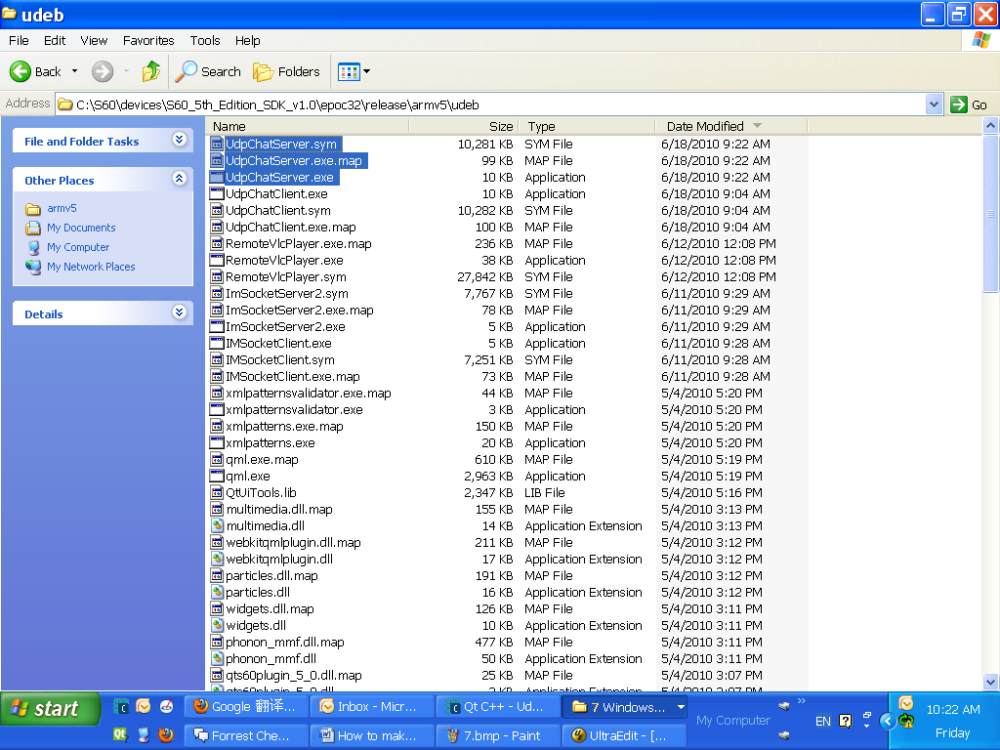 udeb
File Edit View Favorites Tools Help
Back Search Folders
Address C:\S60\devices\S60_5th_Edition_SDK_v1.0\epoc32\release\armv5\udeb Go
File and Folder Tasks
Other Places
armv5
My Documents
My Computer
My Network Places
Details
Name Size Type Date Modified
UdpChatServer.sym 10,281 KB SYM File 6/18/2010 9:22 AM
UdpChatServer.exe.map 99 KB MAP File 6/18/2010 9:22 AM
UdpChatServer.exe 10 KB Application 6/18/2010 9:22 AM
UdpChatClient.exe 10 KB Application 6/18/2010 9:04 AM
UdpChatClient.sym 10,282 KB SYM File 6/18/2010 9:04 AM
UdpChatClient.exe.map 100 KB MAP File 6/18/2010 9:04 AM
RemoteVlcPlayer.exe.map 236 KB MAP File 6/12/2010 12:08 PM
RemoteVlcPlayer.exe 38 KB Application 6/12/2010 12:08 PM
RemoteVlcPlayer.sym 27,842 KB SYM File 6/12/2010 12:08 PM
ImSocketServer2.sym 7,767 KB SYM File 6/11/2010 9:29 AM
ImSocketServer2.exe.map 78 KB MAP File 6/11/2010 9:29 AM
ImSocketServer2.exe 5 KB Application 6/11/2010 9:29 AM
IMSocketClient.exe 5 KB Application 6/11/2010 9:28 AM
IMSocketClient.sym 7,251 KB SYM File 6/11/2010 9:28 AM
IMSocketClient.exe.map 73 KB MAP File 6/11/2010 9:28 AM
xmlpatternsvalidator.exe.map 44 KB MAP File 5/4/2010 5:20 PM
xmlpatternsvalidator.exe 3 KB Application 5/4/2010 5:20 PM
xmlpatterns.exe.map 150 KB MAP File 5/4/2010 5:20 PM
xmlpatterns.exe 20 KB Application 5/4/2010 5:20 PM
qml.exe.map 610 KB MAP File 5/4/2010 5:19 PM
qml.exe 2,963 KB Application 5/4/2010 5:19 PM
QtUiTools.lib 2,347 KB LIB File 5/4/2010 5:16 PM
multimedia.dll.map 155 KB MAP File 5/4/2010 3:13 PM
multimedia.dll 14 KB Application Extension 5/4/2010 3:13 PM
webkitqmlplugin.dll.map 211 KB MAP File 5/4/2010 3:12 PM
webkitqmlplugin.dll 17 KB Application Extension 5/4/2010 3:12 PM
particles.dll.map 191 KB MAP File 5/4/2010 3:12 PM
particles.dll 16 KB Application Extension 5/4/2010 3:12 PM
widgets.dll.map 126 KB MAP File 5/4/2010 3:11 PM
widgets.dll 10 KB Application Extension 5/4/2010 3:11 PM
phonon_mmf.dll.map 477 KB MAP File 5/4/2010 3:11 PM
phonon_mmf.dll 50 KB Application Extension 5/4/2010 3:11 PM
qts60plugin_5_0.dll.map 25 KB MAP File 5/4/2010 3:07 PM
start Google 翻译... Inbox - Micr... Qt C++ - Ud... 7 Windows... 10:22 AM
My Computer EN
Forrest Che... How to mak... 7.bmp - Paint UltraEdit - [... Friday